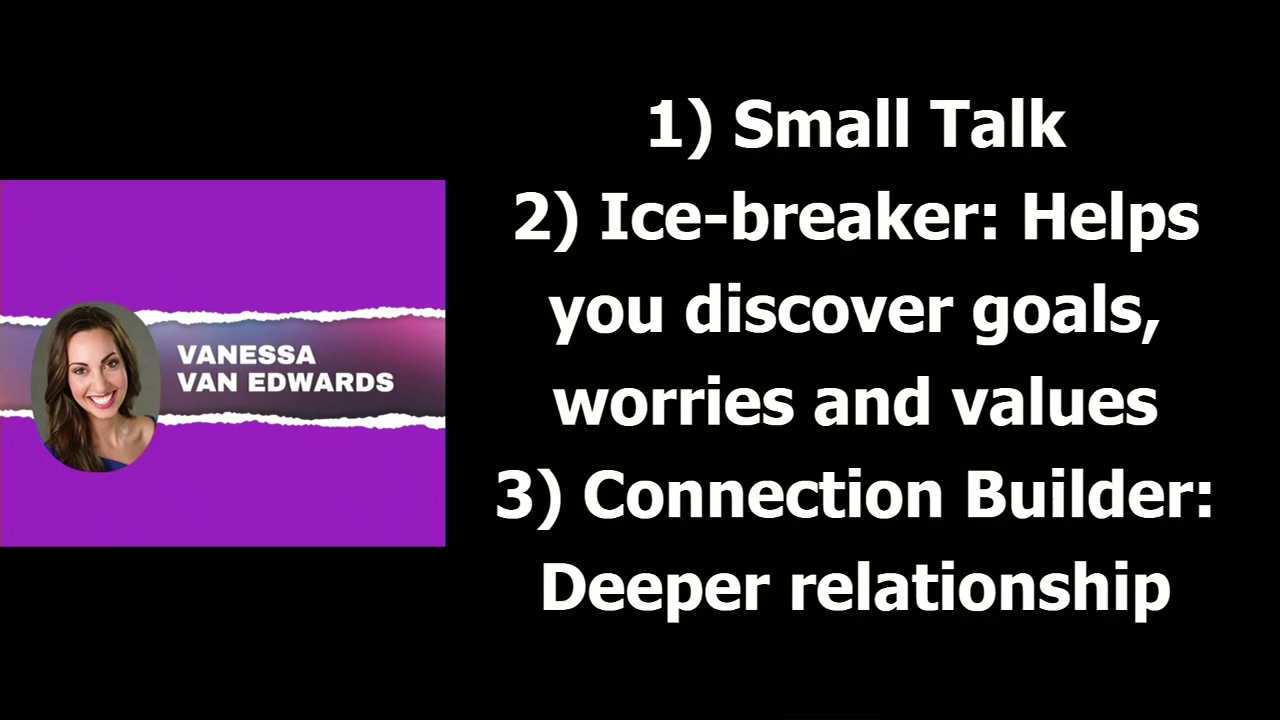 VANESSA
VAN EDWARDS
1) Small Talk
2) Ice-breaker: Helps
you discover goals,
worries and values
3) Connection Builder:
Deeper relationship